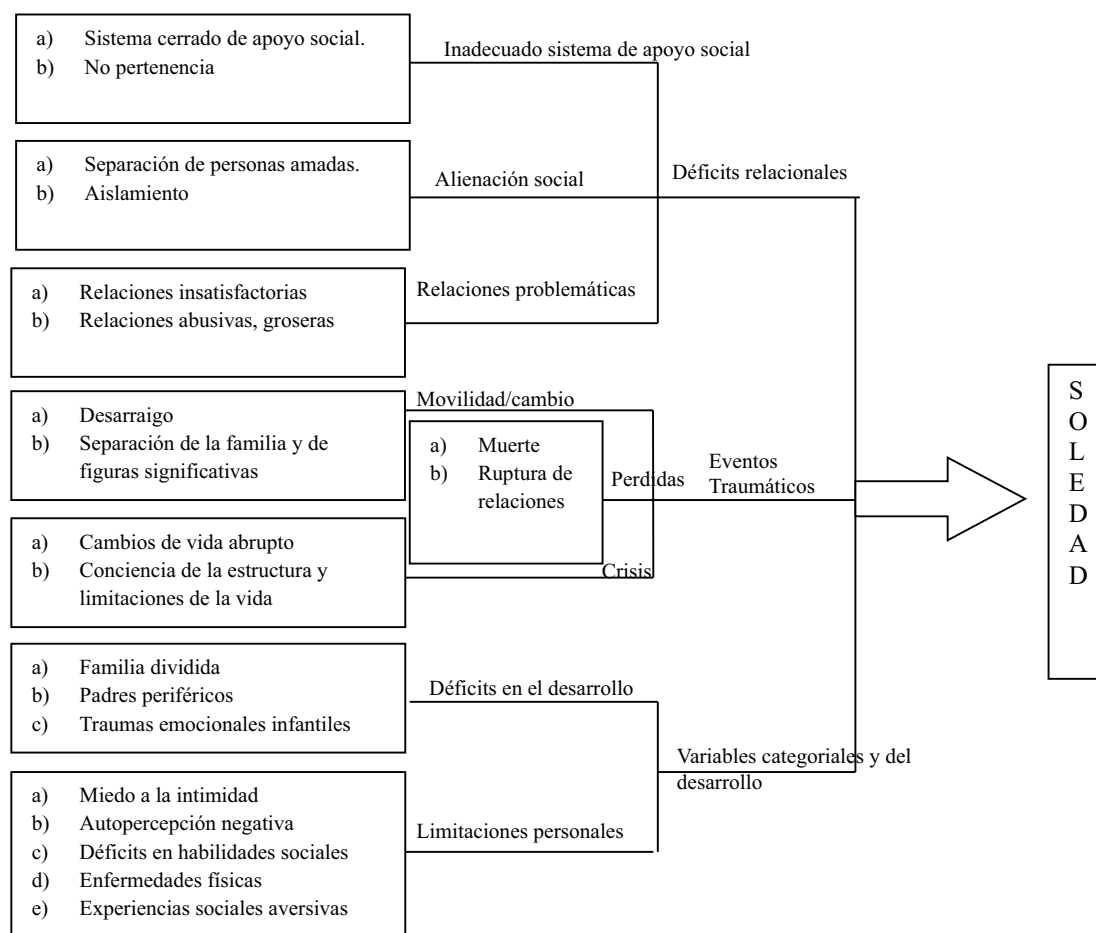 a) Sistema cerrado de apoyo social.
b) No pertenencia
Inadecuado sistema de apoyo social
a) Separación de personas amadas.
b) Aislamiento
Alienación social
Déficits relacionales
a) Relaciones insatisfactorias
b) Relaciones abusivas, groseras
Relaciones problemáticas
a) Desarraigo
b) Separación de la familia y de
figuras significativas
Movilidad/cambio
a) Muerte
b) Ruptura de
relaciones
Perdidas
Eventos
Traumáticos
a) Cambios de vida abrupto
b) Conciencia de la estructura y
limitaciones de la vida
Crisis
a) Familia dividida
b) Padres periféricos
c) Traumas emocionales infantiles
Déficits en el desarrollo
Variables categoriales y del
desarrollo
a) Miedo a la intimidad
b) Autopercepción negativa
c) Déficits en habilidades sociales
d) Enfermedades físicas
e) Experiencias sociales aversivas
Limitaciones personales
S
O
L
E
D
A
D